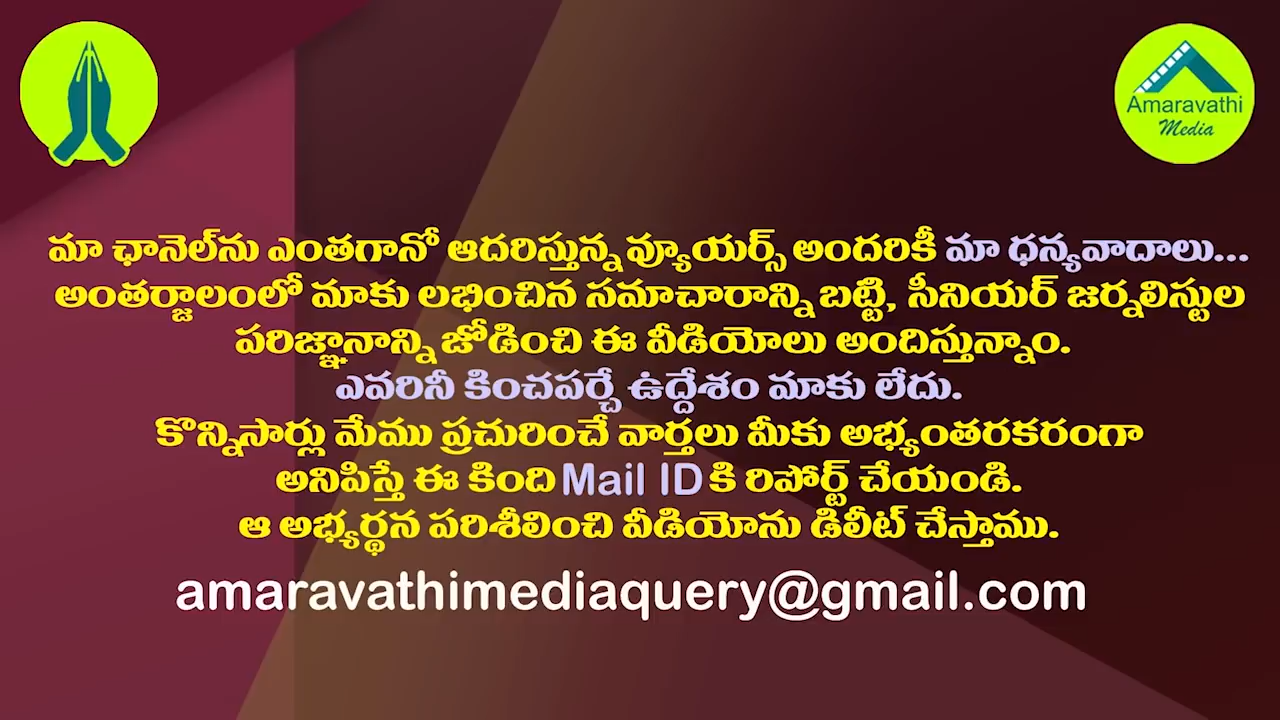 Amaravathi
Media
మా ఛానెల్‌ను ఎంతగానో ఆదరిస్తున్న వ్యూయర్స్ అందరికీ మా ధన్యవాదాలు...
అంతర్జాలంలో మాకు లభించిన సమాచారాన్ని బట్టి, సీనియర్ జర్నలిస్టుల
పరిజ్ఞానాన్ని జోడించి ఈ వీడియోలు అందిస్తున్నాం.
ఎవరినీ కించపర్చే ఉద్దేశం మాకు లేదు.
కొన్నిసార్లు మేము ప్రచురించే వార్తలు మీకు అభ్యంతరకరంగా
అనిపిస్తే ఈ కింది Mail ID కి రిపోర్ట్ చేయండి.
ఆ అభ్యర్థన పరిశీలించి వీడియోను డిలీట్ చేస్తాము.
amaravathimediaquery@gmail.com